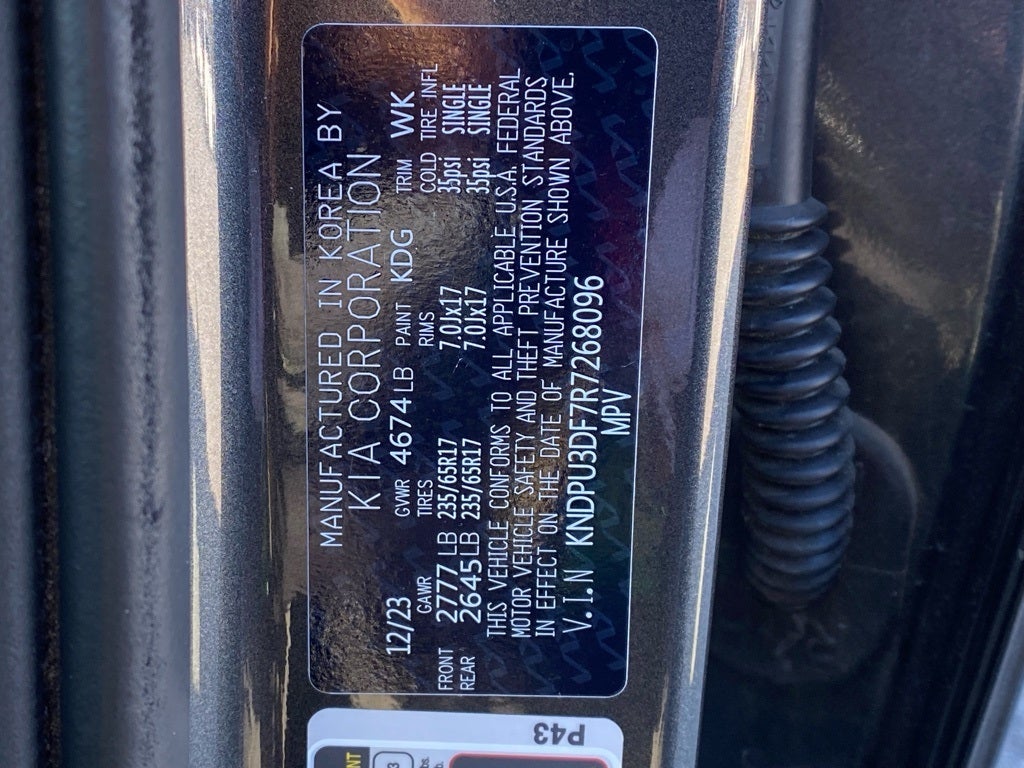 MANUFACTURED IN KOREA BY
KIA CORPORATION
12/23 GVWR 4674 LB PAINT KDG TRIM WK
GAWR TIRES RIMS COLD TIRE INFL
FRONT 2777 LB 235/65R17 7.0Jx17 35psi SINGLE
REAR 2645 LB 235/65R17 7.0Jx17 35psi SINGLE
THIS VEHICLE CONFORMS TO ALL APPLICABLE U.S.A. FEDERAL
MOTOR VEHICLE SAFETY AND THEFT PREVENTION STANDARDS
IN EFFECT ON THE DATE OF MANUFACTURE SHOWN ABOVE.
V.I.N KNDPU3DF7R7268096
MPV
P43